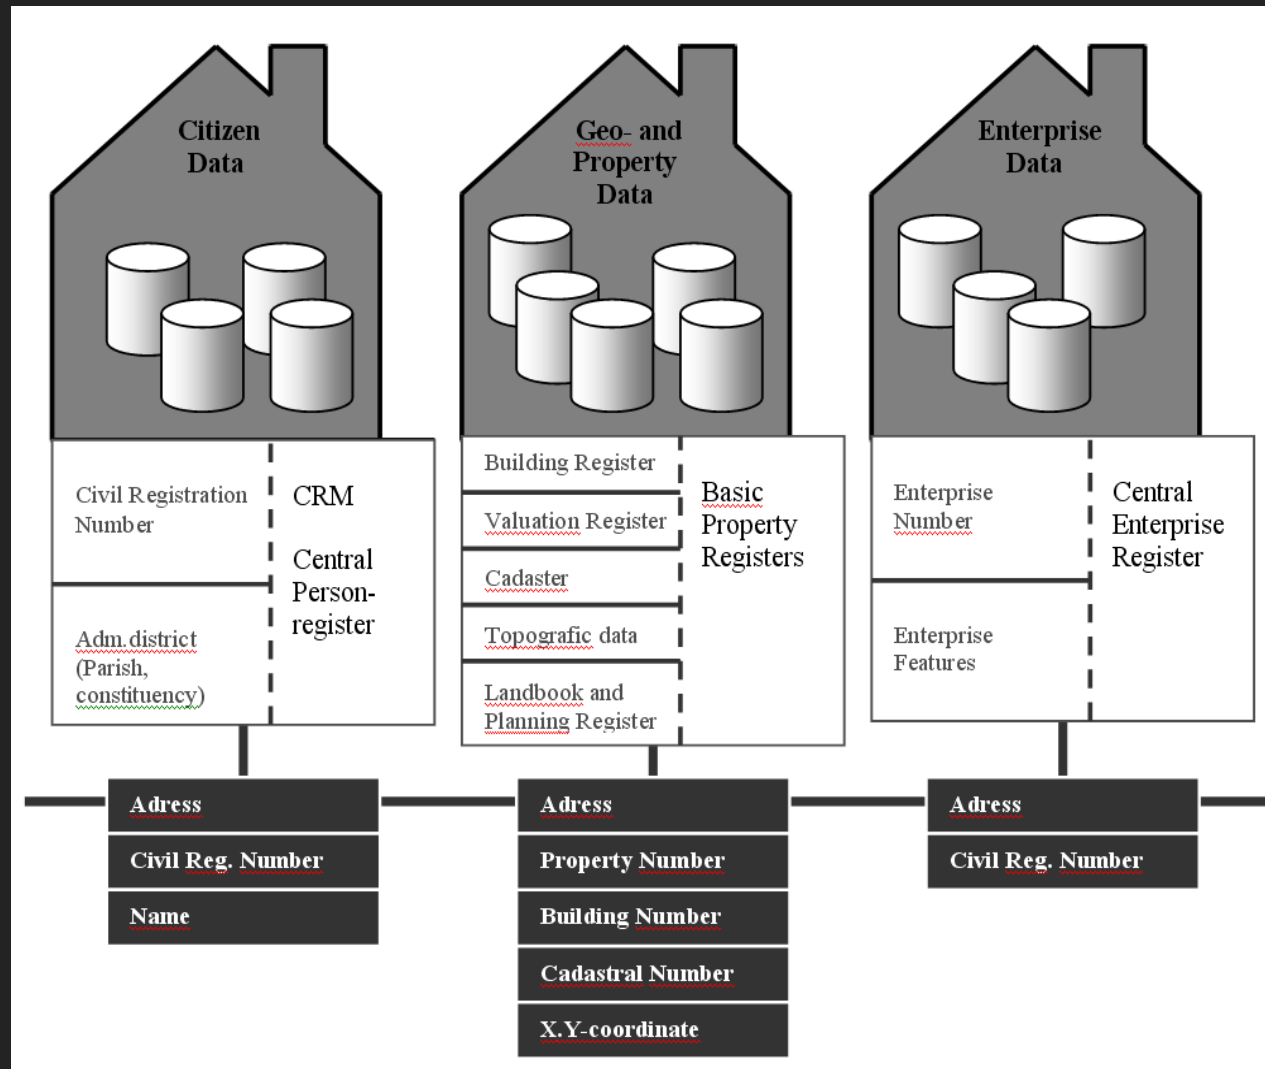 Citizen
Data
Geo- and
Property
Data
Enterprise
Data
Civil Registration
Number
Adm.district
(Parish,
constituency)
CRM
Central
Person-
register
Building Register
Valuation Register
Cadaster
Topografic data
Landbook and
Planning Register
Basic
Property
Registers
Enterprise
Number
Enterprise
Features
Central
Enterprise
Register
Adress
Civil Reg. Number
Name
Adress
Property Number
Building Number
Cadastral Number
X.Y-coordinate
Adress
Civil Reg. Number